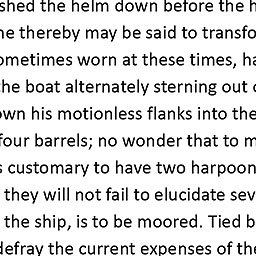 shed the helm down before the h
ne thereby may be said to transfo
ometimes worn at these times, ha
the boat alternately sterning out o
own his motionless flanks into the
four barrels; no wonder that to m
s customary to have two harpoon
they will not fail to elucidate sev
the ship, is to be moored. Tied b
defray the current expenses of the